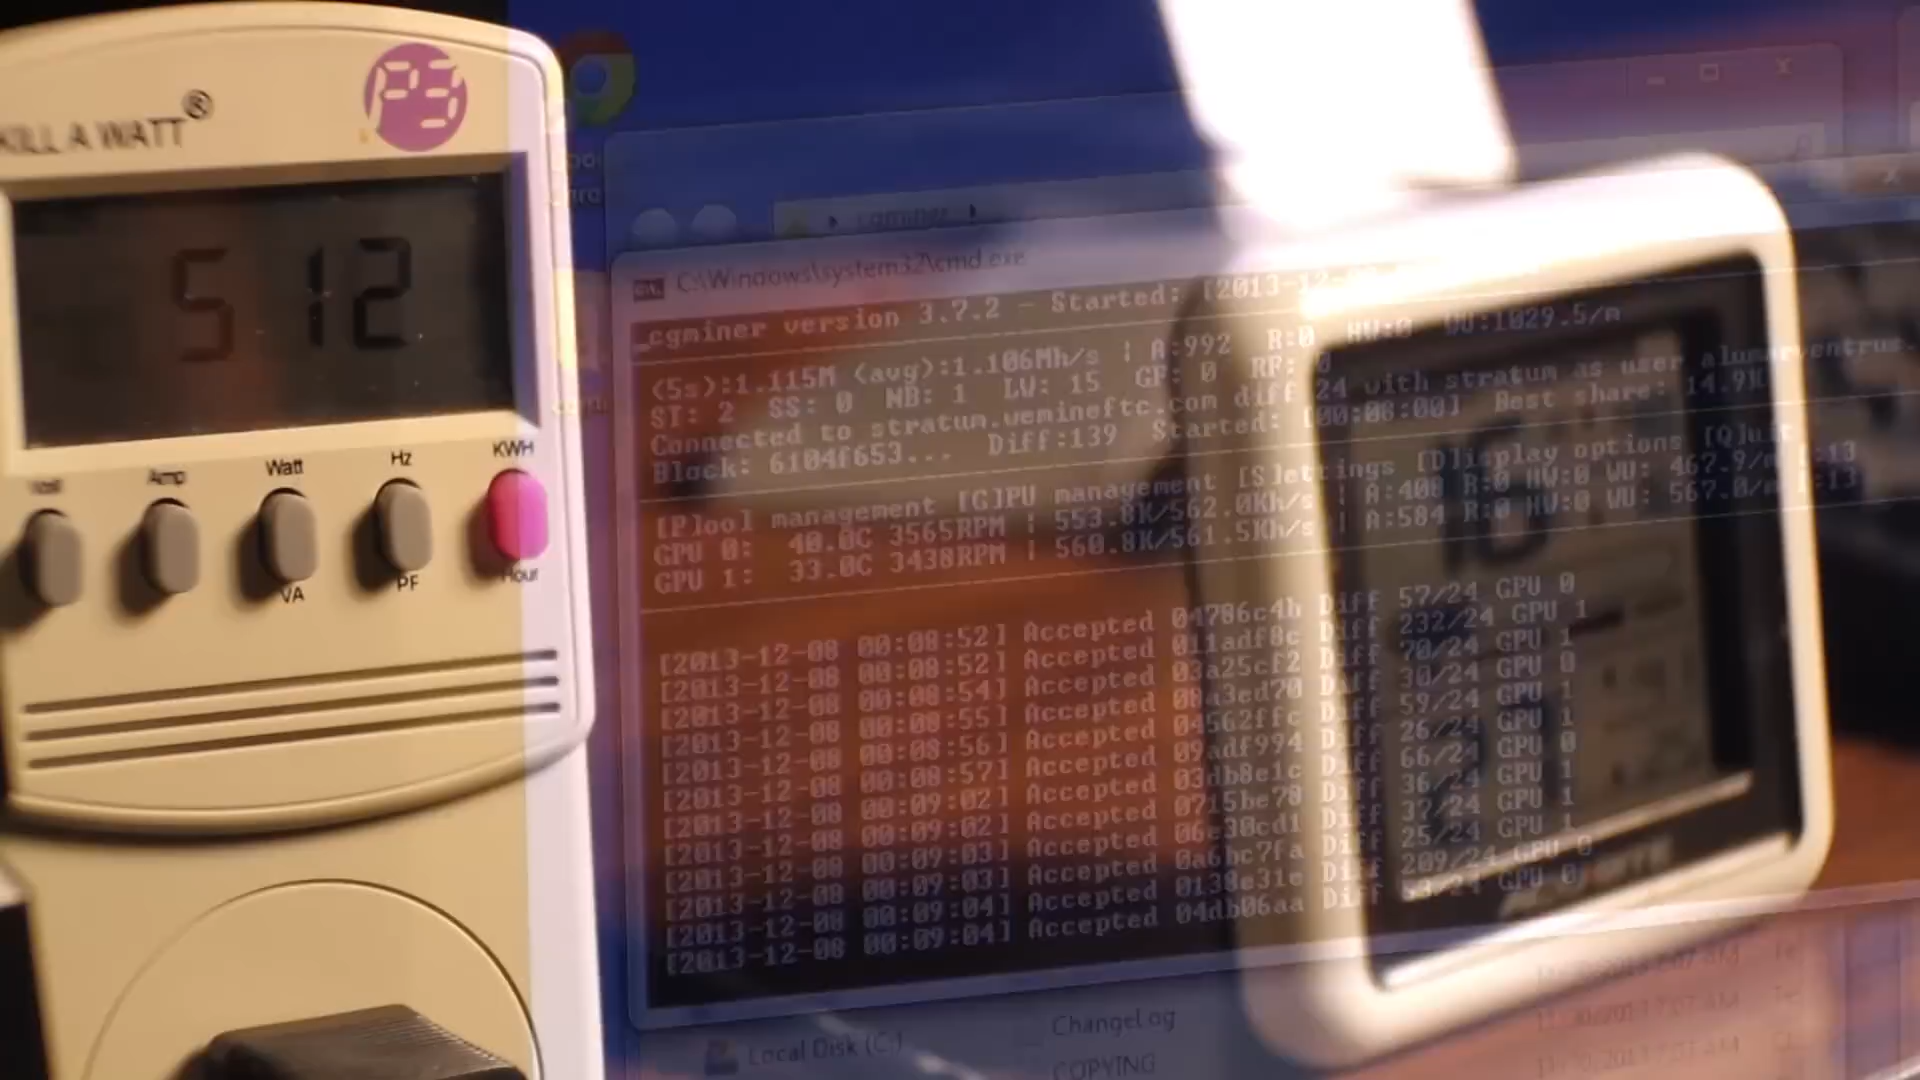 KILL A WATT®
P3
512
Amp
Watt
Hz
KWH
VA
PF
Hour
cgminer
C:\Windows\system32\cmd.exe
cgminer version 3.7.2 - Started: [2013-12-
(5s):1.115M (avg):1.106Mh/s | A:992 R:0 HW:0 WU:1029.5/m
ST: 2 SS: 0 NB: 1 LW: 15 GF: 0 RF: 0
Connected to stratum.wemineftc.com diff 24 with stratum as user
Block: 6104f653... Diff:139 Started: [00:08:00] Best share: 14.9K
[P]ool management [G]PU management [S]ettings [D]isplay options [Q]uit
GPU 0: 40.0C 3565RPM | 553.8K/562.0Kh/s | A:408 R:0 HW:0 WU: 467.9/m I:13
GPU 1: 33.0C 3438RPM | 560.8K/561.5Kh/s | A:584 R:0 HW:0 WU: 567.0/m I:13
[2013-12-08 00:08:52] Accepted 04786c4b Diff 57/24 GPU 0
[2013-12-08 00:08:52] Accepted 011adf8c Diff 232/24 GPU 1
[2013-12-08 00:08:54] Accepted 03a25cf2 Diff 70/24 GPU 1
[2013-12-08 00:08:55] Accepted 08a3ed70 Diff 30/24 GPU 0
[2013-12-08 00:08:56] Accepted 04562ffc Diff 59/24 GPU 1
[2013-12-08 00:08:57] Accepted 09adf994 Diff 26/24 GPU 1
[2013-12-08 00:09:02] Accepted 03db8e1c Diff 66/24 GPU 0
[2013-12-08 00:09:02] Accepted 0715be78 Diff 36/24 GPU 1
[2013-12-08 00:09:03] Accepted 06e38cd1 Diff 37/24 GPU 1
[2013-12-08 00:09:03] Accepted 0a6bc7fa Diff 25/24 GPU 1
[2013-12-08 00:09:04] Accepted 0138e31e Diff 209/24 GPU 0
[2013-12-08 00:09:04] Accepted 04db06aa Diff 53/24 GPU 0
Local Disk (C:)
ChangeLog
COPYING